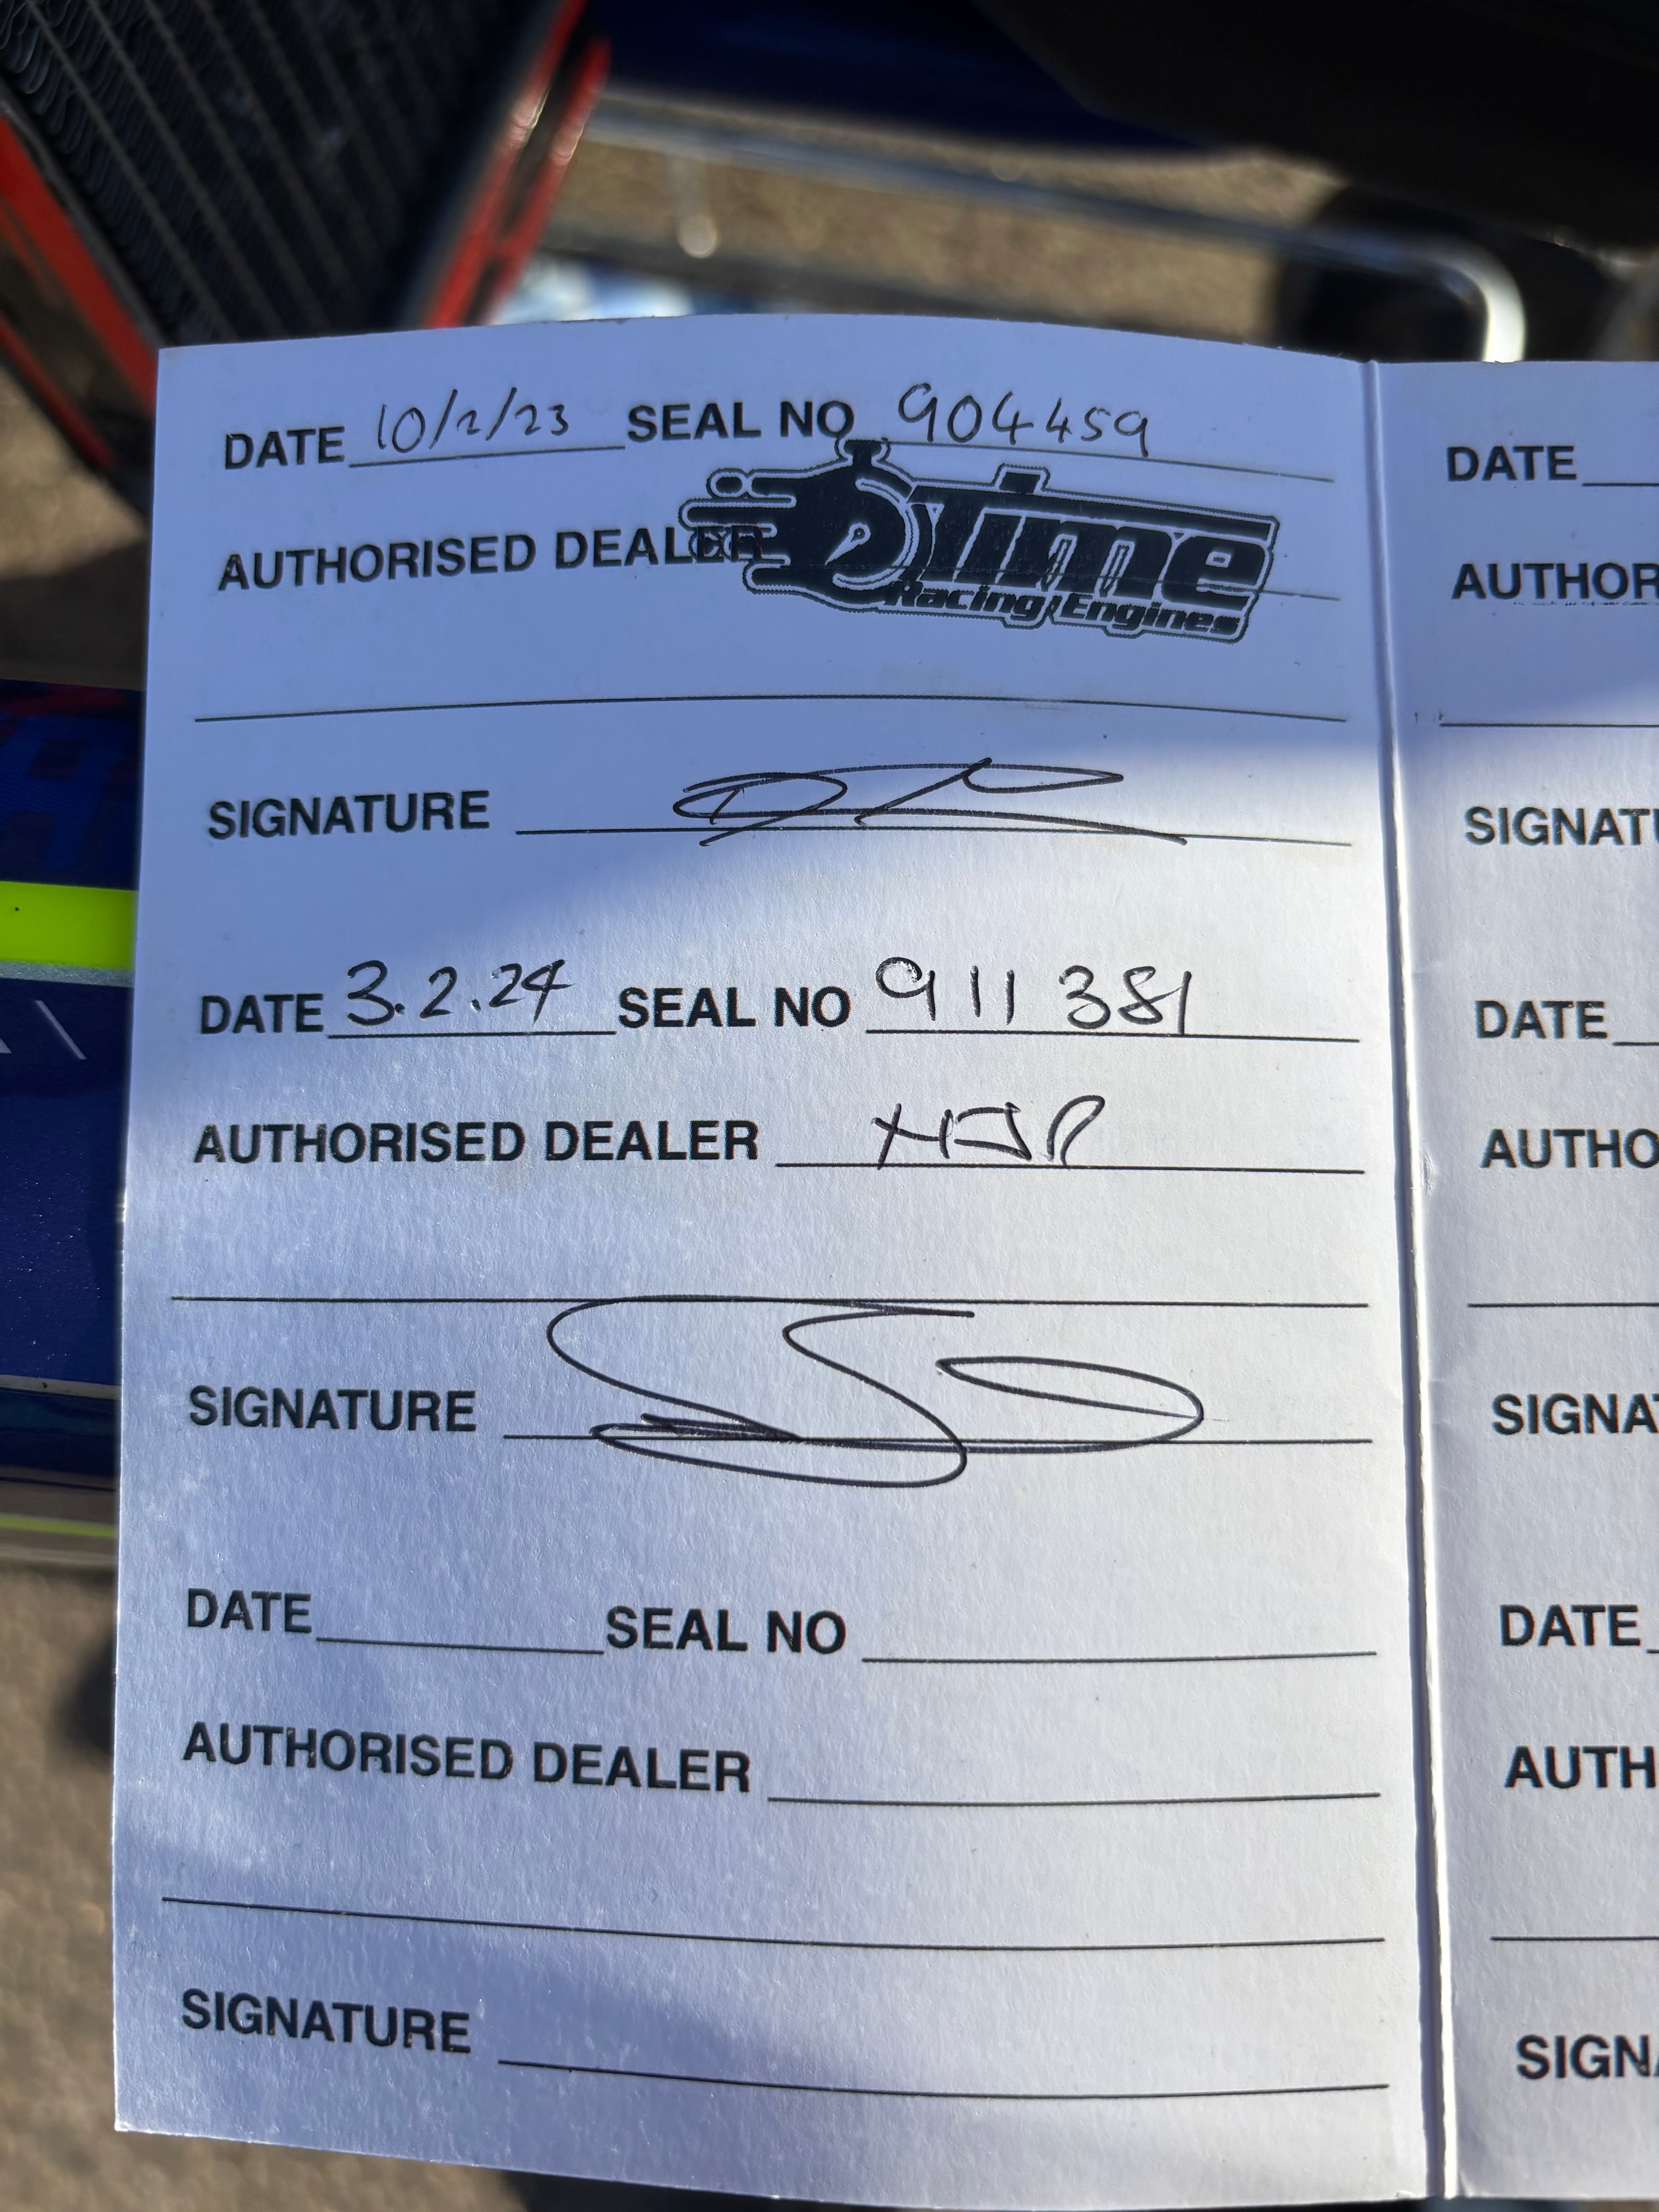 DATE 10/2/23 SEAL NO 904459
AUTHORISED DEALER Time
Racing Engines
SIGNATURE
DATE 3.2.24 SEAL NO 911381
AUTHORISED DEALER
SIGNATURE
DATE SEAL NO
AUTHORISED DEALER
SIGNATURE
DATE
AUTHOR
SIGNATU
DATE
AUTHO
SIGNA
DATE
AUTH
SIGN